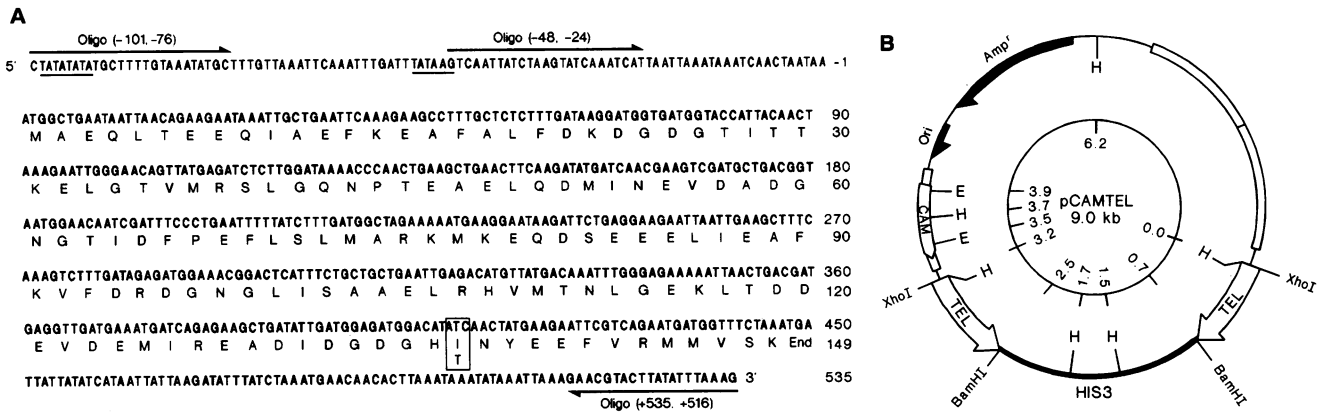 A
Oligo (-101, -76)
Oligo (-48, -24)
5' CTATATATATGCTTTTGTAAATATGCTTTGTTAAATTCAAATTTGATTTATAAGTCAATTATCTAAGTATCAAATCATTAATTAAATAAATCAACTAATAA -1
ATGGCTGAATAATTAACAGAAGAATAAATTGCTGAATTCAAAGAAGCCTTTGCTCTCTTTGATAAGGATGGTGATGGTACCATTACAACT 90
M A E Q L T E E Q I A E F K E A F A L F D K D G D G T I T T 30
AAAGAATTGGGAACAGTTATGAGATCTCTTGGATAAAACCCAACTGAAGCTGAACTTCAAGATATGATCAACGAAGTCGATGCTGACGGT 180
K E L G T V M R S L G Q N P T E A E L Q D M I N E V D A D G 60
AATGGAACAATCGATTTCCCTGAATTTTTATCTTTGATGGCTAGAAAAATGAAGGAATAAGATTCTGAGGAAGAATTAATTGAAGCTTTC 270
N G T I D F P E F L S L M A R K M K E Q D S E E E L I E A F 90
AAAGTCTTTGATAGAGATGGAAACGGACTCATTTCTGCTGCTGAATTGAGACATGTTATGACAAATTTGGGAGAAAAATTAACTGACGAT 360
K V F D R D G N G L I S A A E L R H V M T N L G E K L T D D 120
GAGGTTGATGAAATGATCAGAGAAGCTGATATTGATGGAGATGGACATATCAACTATGAAGAATTCGTCAGAATGATGGTTTCTAAATGA 450
E V D E M I R E A D I D G D G H I N Y E E F V R M M V S K End 149
T
TTATTATATCATAATTATTAAGATATTTATCTAAATGAACAACACTTAAATAAATATAAATTAAAGAACGTACTTATATTTAAAG 3' 535
Oligo (+535, +516)
B
Amp^r
H
Ori
6.2
E
3.9
CAM
H
3.7
pCAMTEL
3.5
9.0 kb
E
3.2
0.0
H
H
XhoI
XhoI
2.5
1.7
1.5
0.7
TEL
TEL
H
H
BamHI
BamHI
HIS3